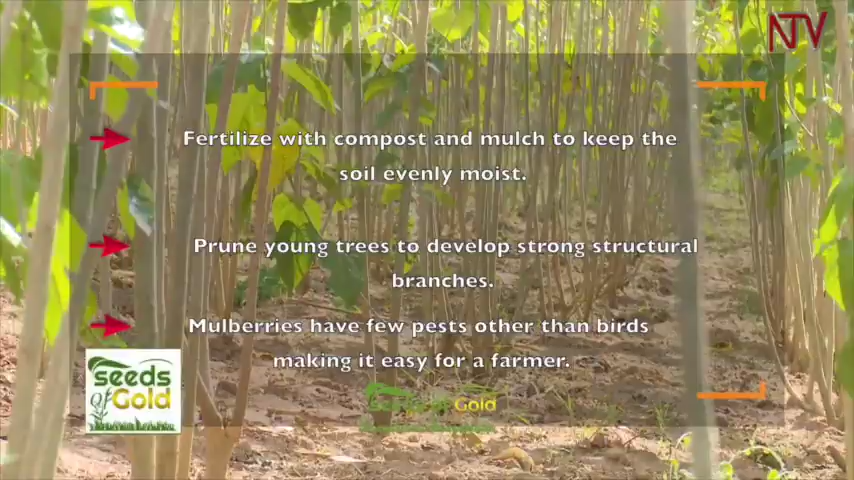 NTV
Fertilize with compost and mulch to keep the
soil evenly moist.
Prune young trees to develop strong structural
branches.
Mulberries have few pests other than birds
making it easy for a farmer.
seeds
of Gold
Gold